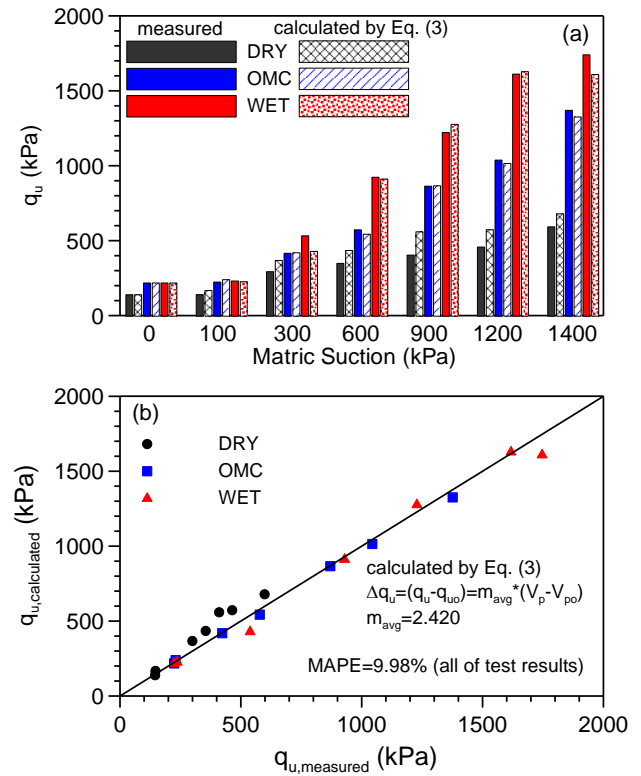 measured calculated by Eq. (3)
DRY (a)
OMC
WET
2000
1500
1000
500
0
q_u (kPa)
0 100 300 600 900 1200 1400
Matric Suction (kPa)
2000
1500
1000
500
0
q_u,calculated (kPa)
(b)
DRY
OMC
WET
calculated by Eq. (3)
Δq_u=(q_u-q_uo)=m_avg*(V_p-V_po)
m_avg=2.420
MAPE=9.98% (all of test results)
0 500 1000 1500 2000
q_u,measured (kPa)